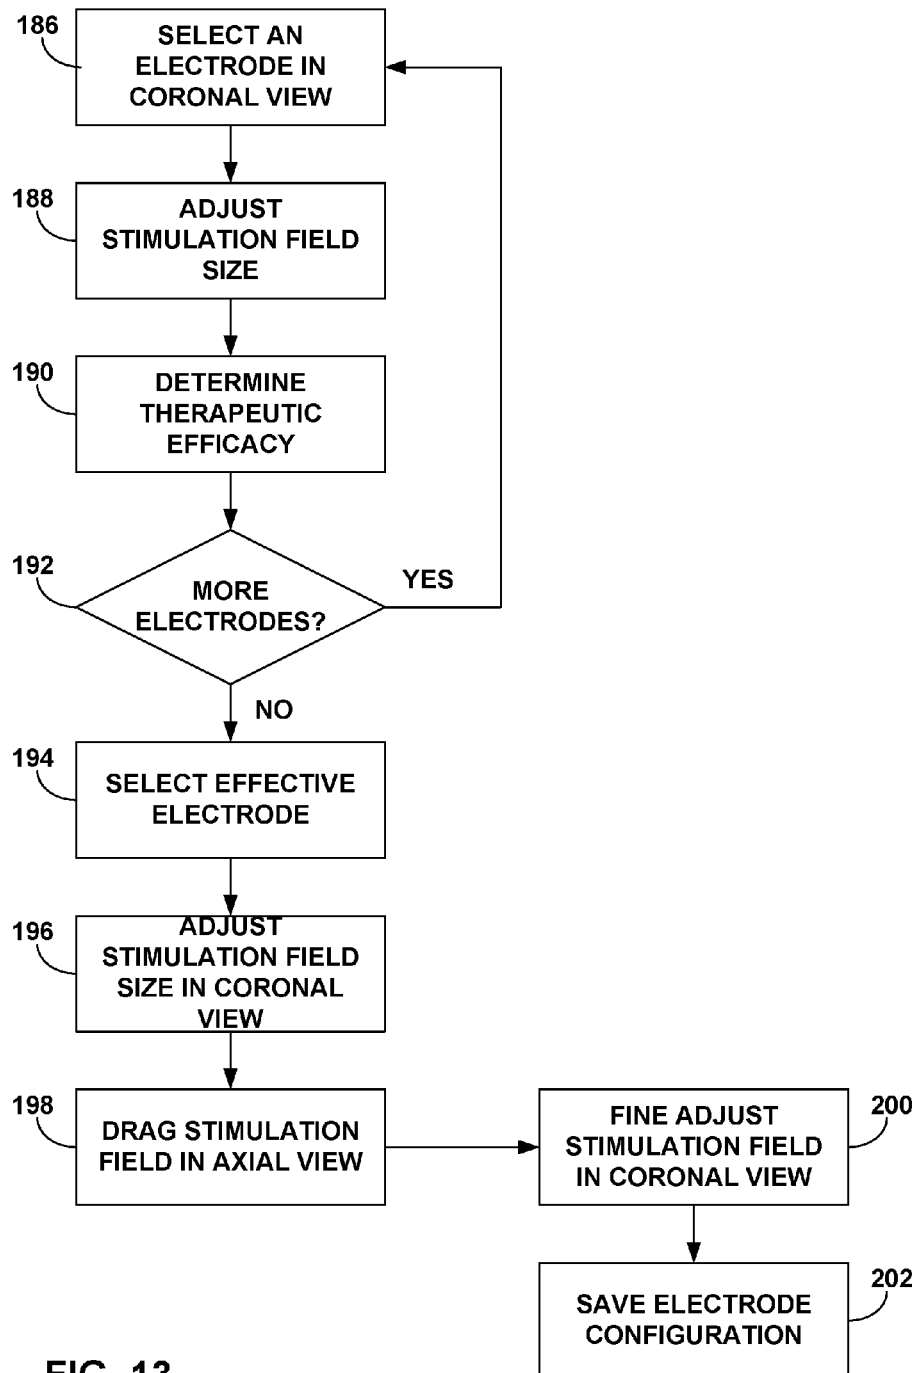 186
SELECT AN
ELECTRODE IN
CORONAL VIEW
188
ADJUST
STIMULATION FIELD
SIZE
190
DETERMINE
THERAPEUTIC
EFFICACY
192
MORE
ELECTRODES?
YES
NO
194
SELECT EFFECTIVE
ELECTRODE
196
ADJUST
STIMULATION FIELD
SIZE IN CORONAL
VIEW
198
DRAG STIMULATION
FIELD IN AXIAL VIEW
200
FINE ADJUST
STIMULATION FIELD
IN CORONAL VIEW
202
SAVE ELECTRODE
CONFIGURATION